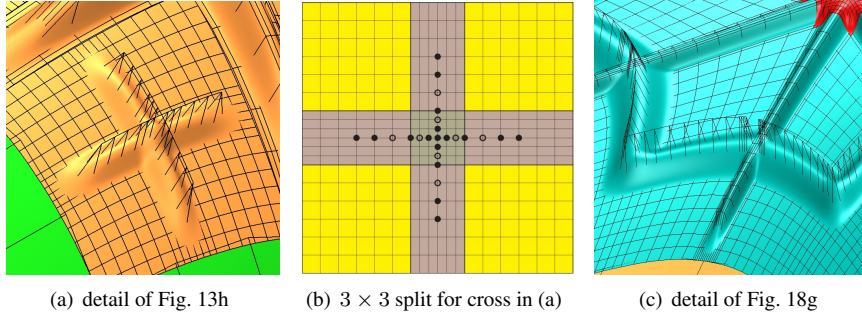 (a) detail of Fig. 13h
(b) 3 × 3 split for cross in (a)
(c) detail of Fig. 18g